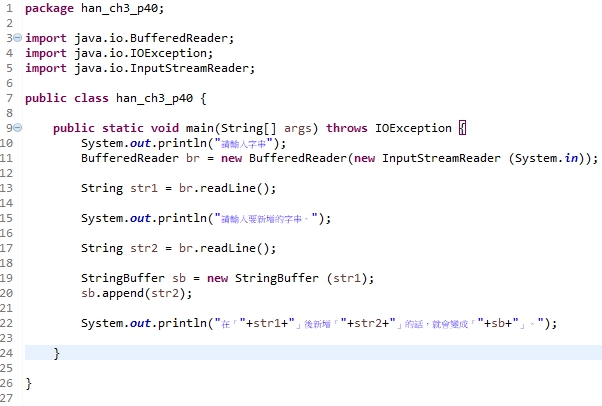 1 package han_ch3_p40;
2
3 import java.io.BufferedReader;
4 import java.io.IOException;
5 import java.io.InputStreamReader;
6
7 public class han_ch3_p40 {
8
9 public static void main(String[] args) throws IOException {
10 System.out.println("請輸入字串");
11 BufferedReader br = new BufferedReader(new InputStreamReader (System.in));
12
13 String str1 = br.readLine();
14
15 System.out.println("請輸入要新增的字串。");
16
17 String str2 = br.readLine();
18
19 StringBuffer sb = new StringBuffer (str1);
20 sb.append(str2);
21
22 System.out.println("在「"+str1+"」後新增「"+str2+"」的話，就會變成「"+sb+"」。");
23
24 }
25
26 }
27